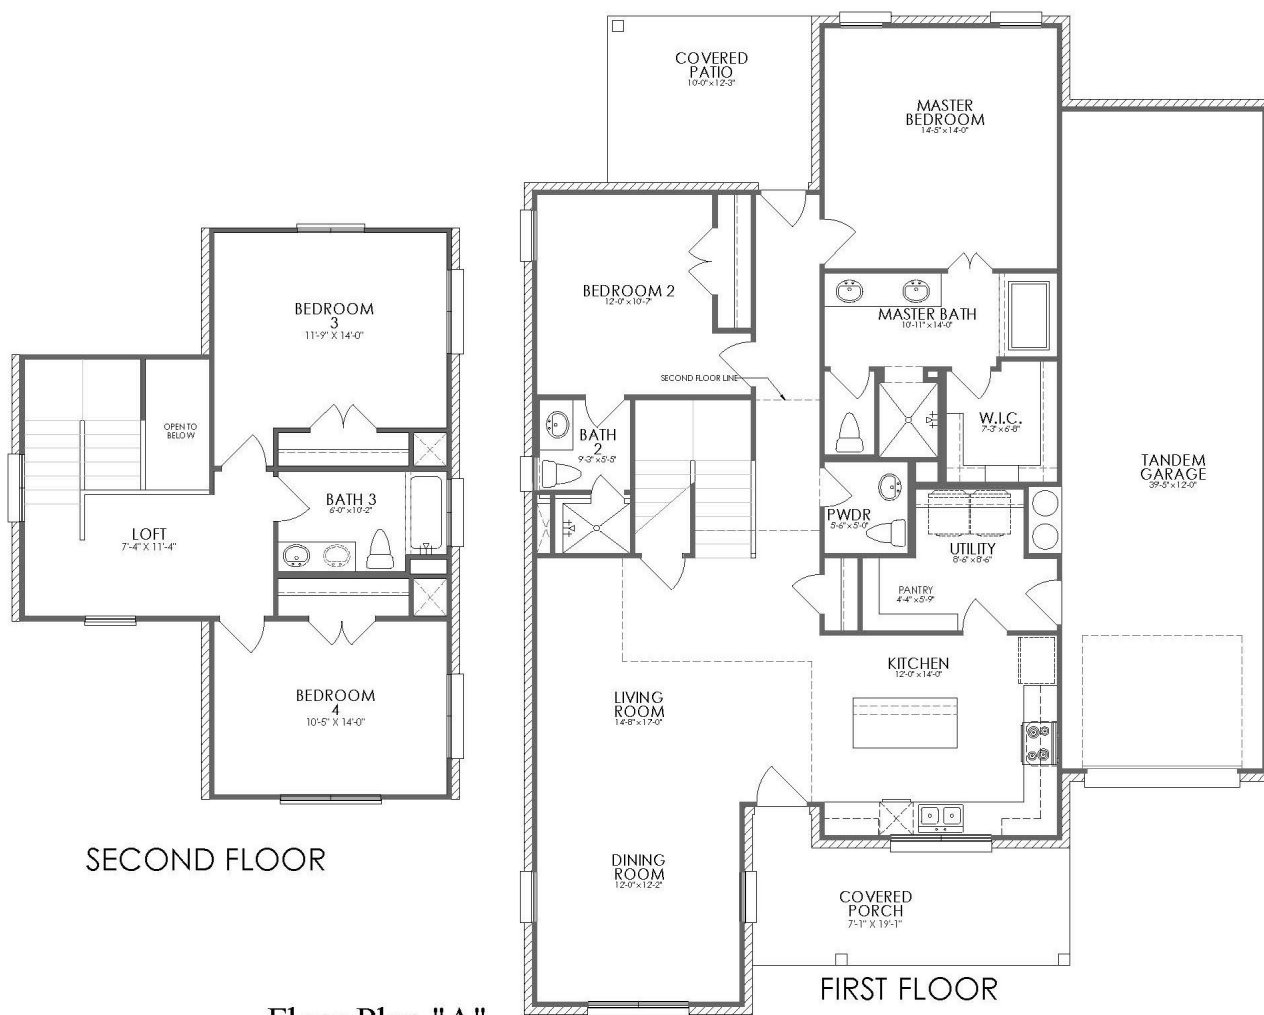 COVERED
PATIO
10'-0" x 12'-3"
MASTER
BEDROOM
14'-5" x 14'-0"
BEDROOM 2
12'-0" x 10'-7"
MASTER BATH
10'-11" x 14'-0"
SECOND FLOOR LINE
W.I.C.
7'-3" x 6'-8"
BATH
2
9'-3" x 5'-5"
TANDEM
GARAGE
39'-5" x 12'-0"
PWDR
5'-6" x 5'-0"
UTILITY
8'-6" x 8'-6"
PANTRY
4'-4" x 5'-9"
KITCHEN
12'-0" x 14'-0"
LIVING
ROOM
14'-8" x 17'-0"
DINING
ROOM
12'-0" x 12'-2"
COVERED
PORCH
7'-1" X 19'-1"
FIRST FLOOR
BEDROOM
3
11'-9" X 14'-0"
OPEN TO
BELOW
BATH 3
6'-0" x 10'-2"
LOFT
7'-4" X 11'-4"
BEDROOM
4
10'-5" X 14'-0"
SECOND FLOOR
Floor Plan "A"